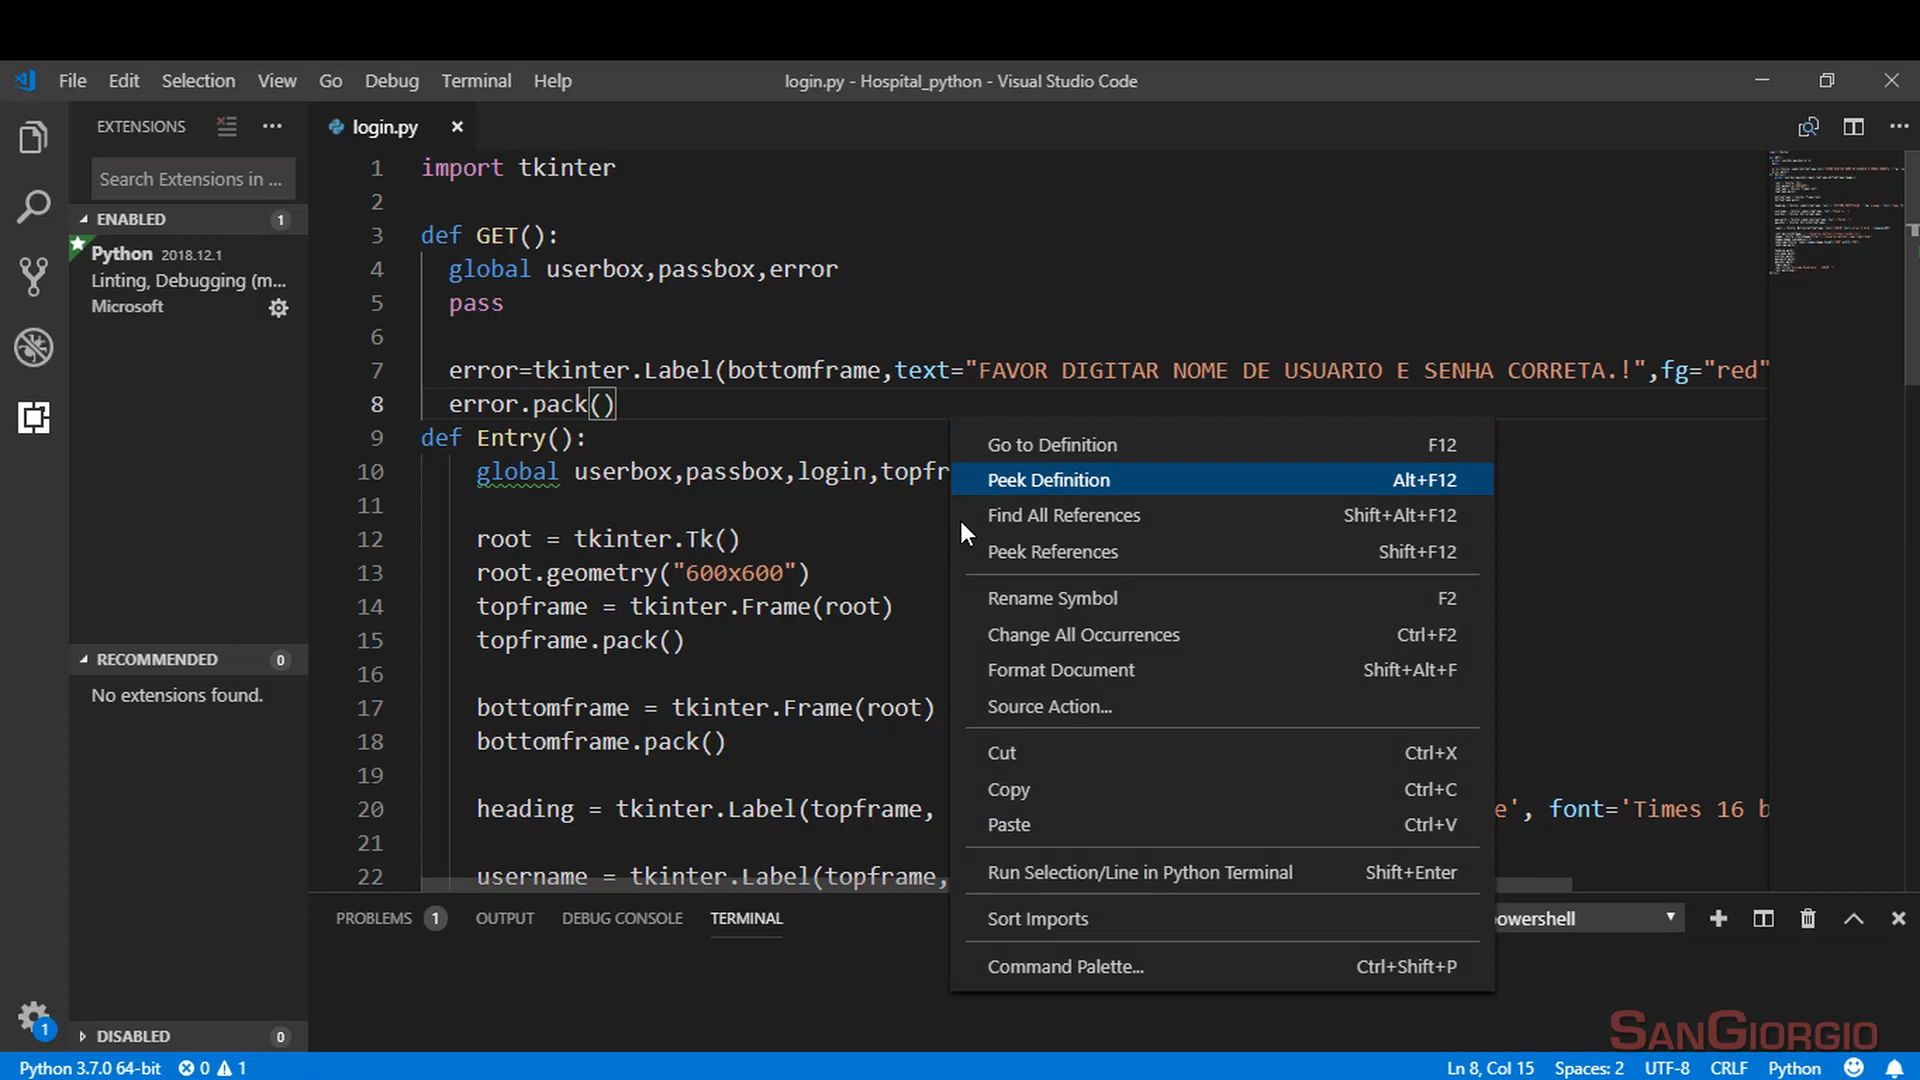 File Edit Selection View Go Debug Terminal Help
login.py - Hospital_python - Visual Studio Code
EXTENSIONS
login.py
Search Extensions in ...
ENABLED 1
Python 2018.12.1
Linting, Debugging (m...
Microsoft
RECOMMENDED 0
No extensions found.
DISABLED 0
1 import tkinter
2
3 def GET():
4 global userbox,passbox,error
5 pass
6
7 error=tkinter.Label(bottomframe,text="FAVOR DIGITAR NOME DE USUARIO E SENHA CORRETA.!",fg="red"
8 error.pack()
9 def Entry():
10 global userbox,passbox,login,topfr
11
12 root = tkinter.Tk()
13 root.geometry("600x600")
14 topframe = tkinter.Frame(root)
15 topframe.pack()
16
17 bottomframe = tkinter.Frame(root)
18 bottomframe.pack()
19
20 heading = tkinter.Label(topframe, e', font='Times 16 b
21
22 username = tkinter.Label(topframe,
Go to Definition F12
Peek Definition Alt+F12
Find All References Shift+Alt+F12
Peek References Shift+F12
Rename Symbol F2
Change All Occurrences Ctrl+F2
Format Document Shift+Alt+F
Source Action...
Cut Ctrl+X
Copy Ctrl+C
Paste Ctrl+V
Run Selection/Line in Python Terminal Shift+Enter
Sort Imports
Command Palette... Ctrl+Shift+P
PROBLEMS 1 OUTPUT DEBUG CONSOLE TERMINAL
owershell
1
SANGIORGIO
Python 3.7.0 64-bit 0 1 Ln 8, Col 15 Spaces: 2 UTF-8 CRLF Python